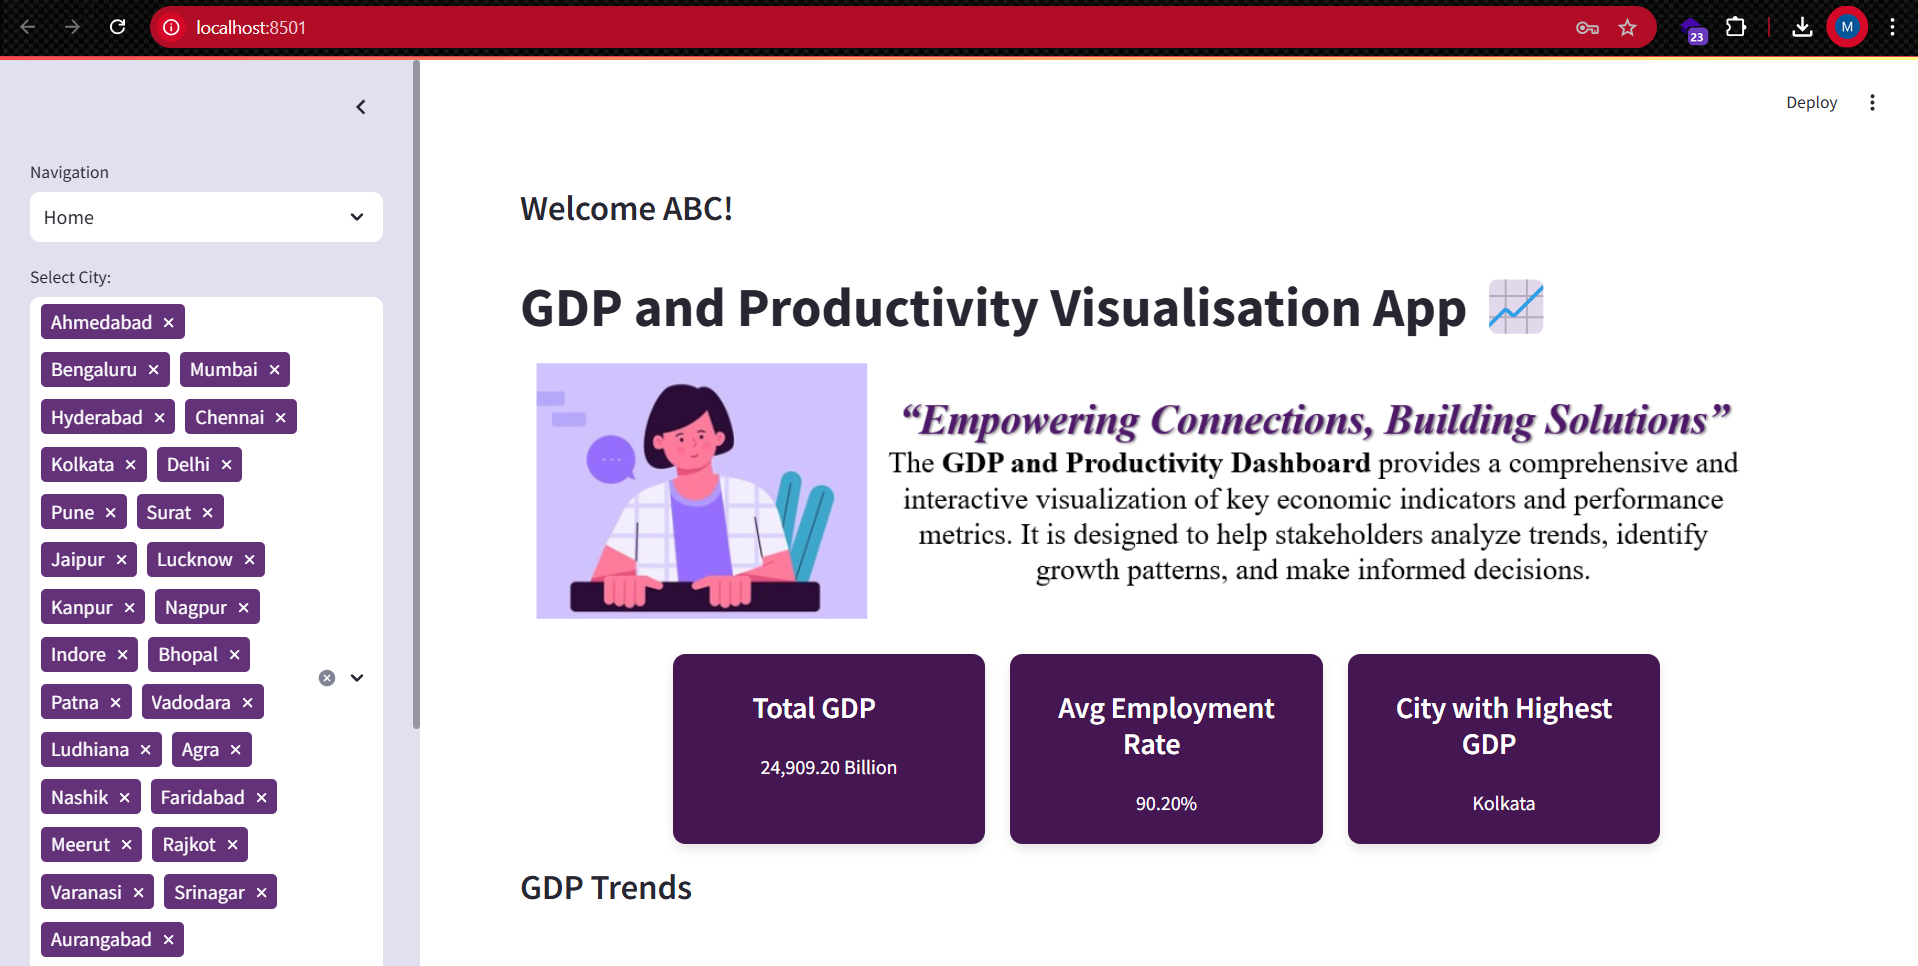 localhost:8501
23
M
Deploy
Navigation
Home
Select City:
Ahmedabad
Bengaluru Mumbai
Hyderabad Chennai
Kolkata Delhi
Pune Surat
Jaipur Lucknow
Kanpur Nagpur
Indore Bhopal
Patna Vadodara
Ludhiana Agra
Nashik Faridabad
Meerut Rajkot
Varanasi Srinagar
Aurangabad
Welcome ABC!
GDP and Productivity Visualisation App
“Empowering Connections, Building Solutions”
The GDP and Productivity Dashboard provides a comprehensive and
interactive visualization of key economic indicators and performance
metrics. It is designed to help stakeholders analyze trends, identify
growth patterns, and make informed decisions.
Total GDP
24,909.20 Billion
Avg Employment
Rate
90.20%
City with Highest
GDP
Kolkata
GDP Trends